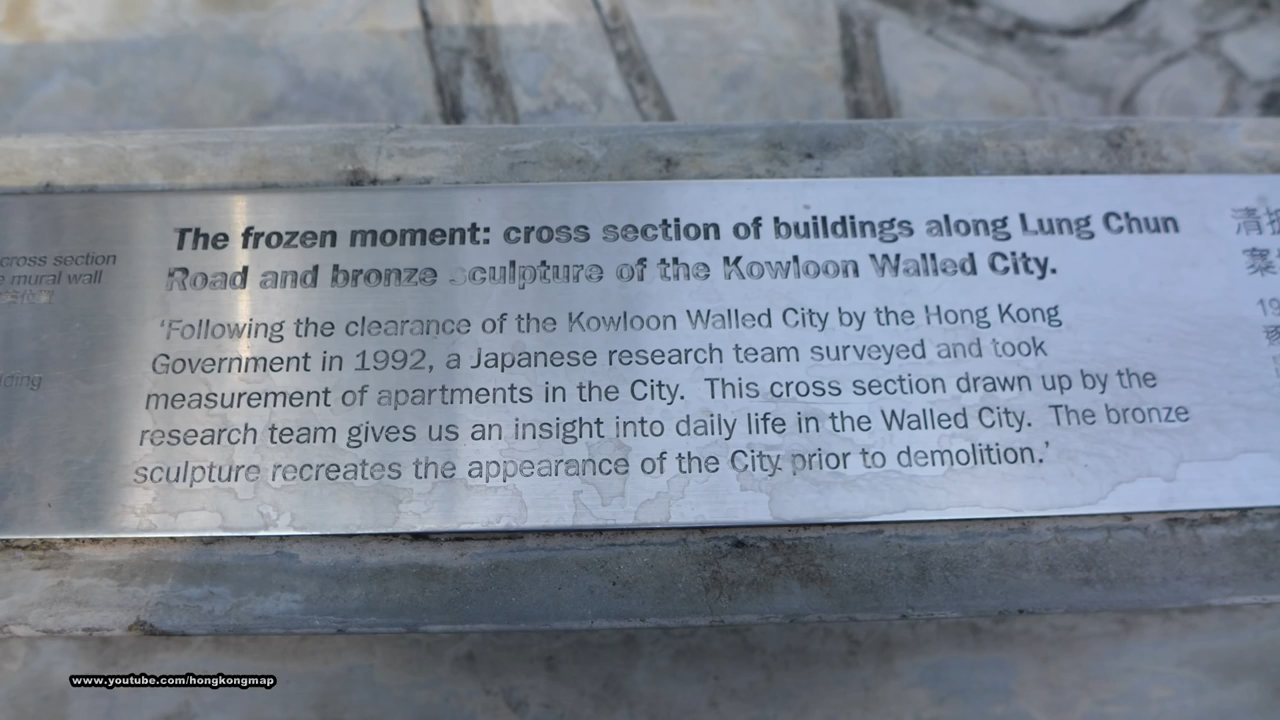 cross section
mural wall
The frozen moment: cross section of buildings along Lung Chun
Road and bronze sculpture of the Kowloon Walled City.
‘Following the clearance of the Kowloon Walled City by the Hong Kong
Government in 1992, a Japanese research team surveyed and took
measurement of apartments in the City. This cross section drawn up by the
research team gives us an insight into daily life in the Walled City. The bronze
sculpture recreates the appearance of the City prior to demolition.’
清
寨
19
www.youtube.com/hongkongmap